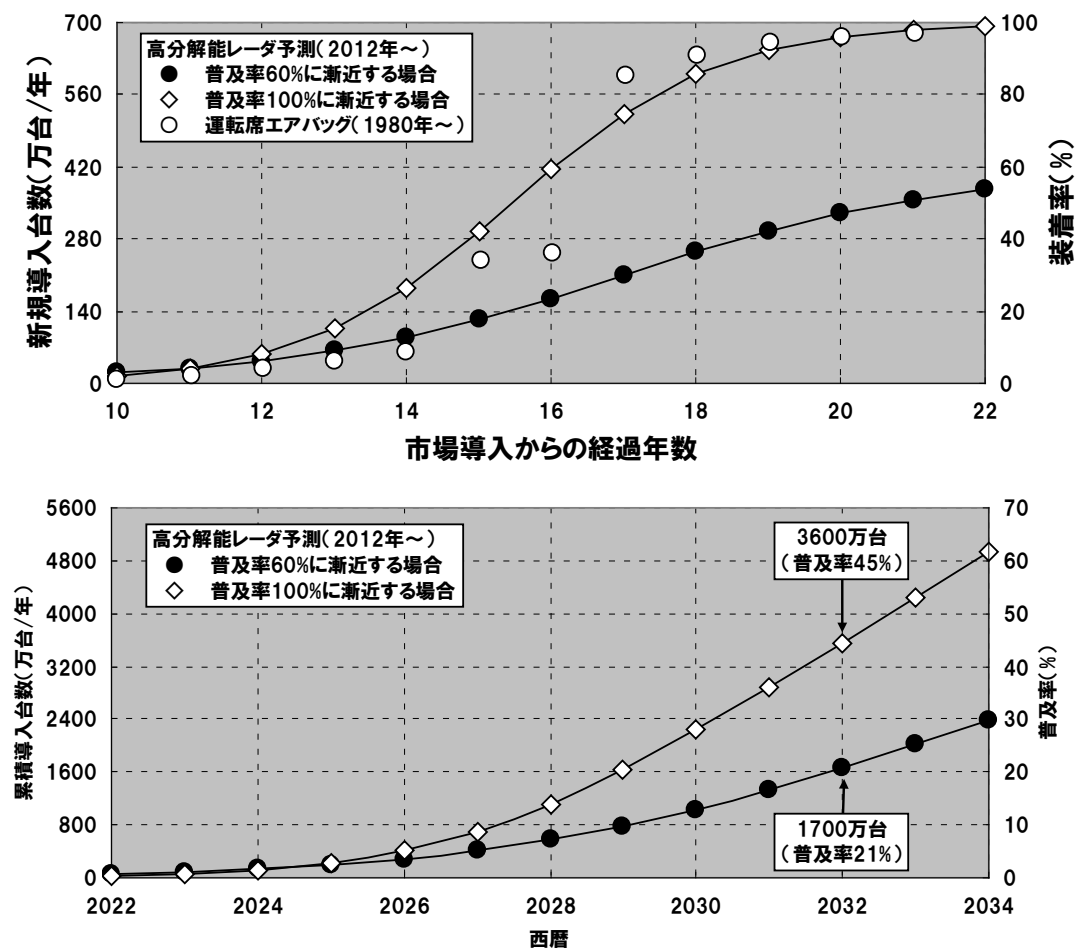 700
560
420
280
140
0
新規導入台数(万台/年)
高分解能レーダ予測(2012年～)
普及率60%に漸近する場合
普及率100%に漸近する場合
運転席エアバッグ(1980年～)
100
80
60
40
20
0
装着率(%)
10 12 14 16 18 20 22
市場導入からの経過年数
5600
4800
4000
3200
2400
1600
800
0
累積導入台数(万台/年)
高分解能レーダ予測(2012年～)
普及率60%に漸近する場合
普及率100%に漸近する場合
3600万台
(普及率45%)
1700万台
(普及率21%)
70
60
50
40
30
20
10
0
普及率(%)
2022 2024 2026 2028 2030 2032 2034
西暦